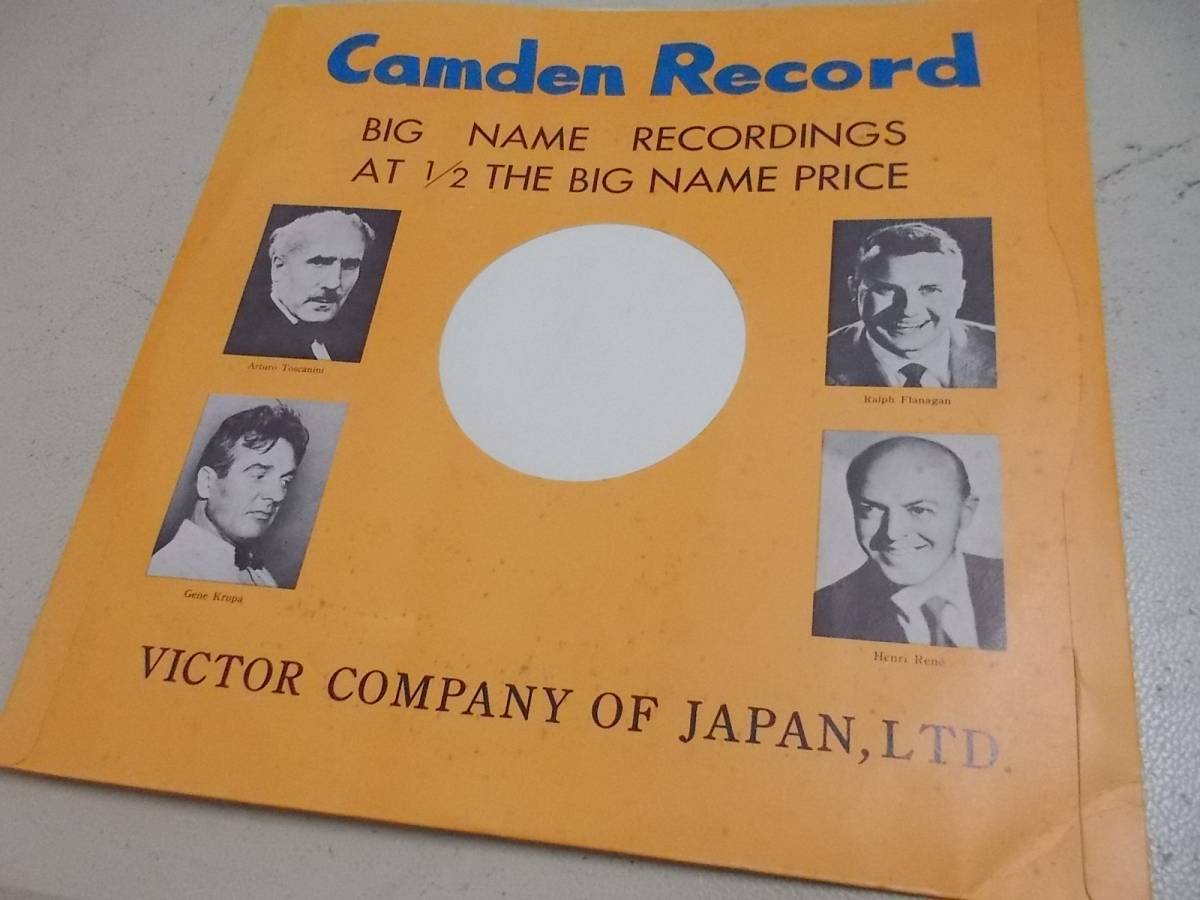 Camden Record
BIG NAME RECORDINGS
AT 1/2 THE BIG NAME PRICE
Arturo Toscanini
Ralph Flanagan
Gene Krupa
Henri René
VICTOR COMPANY OF JAPAN, LTD.